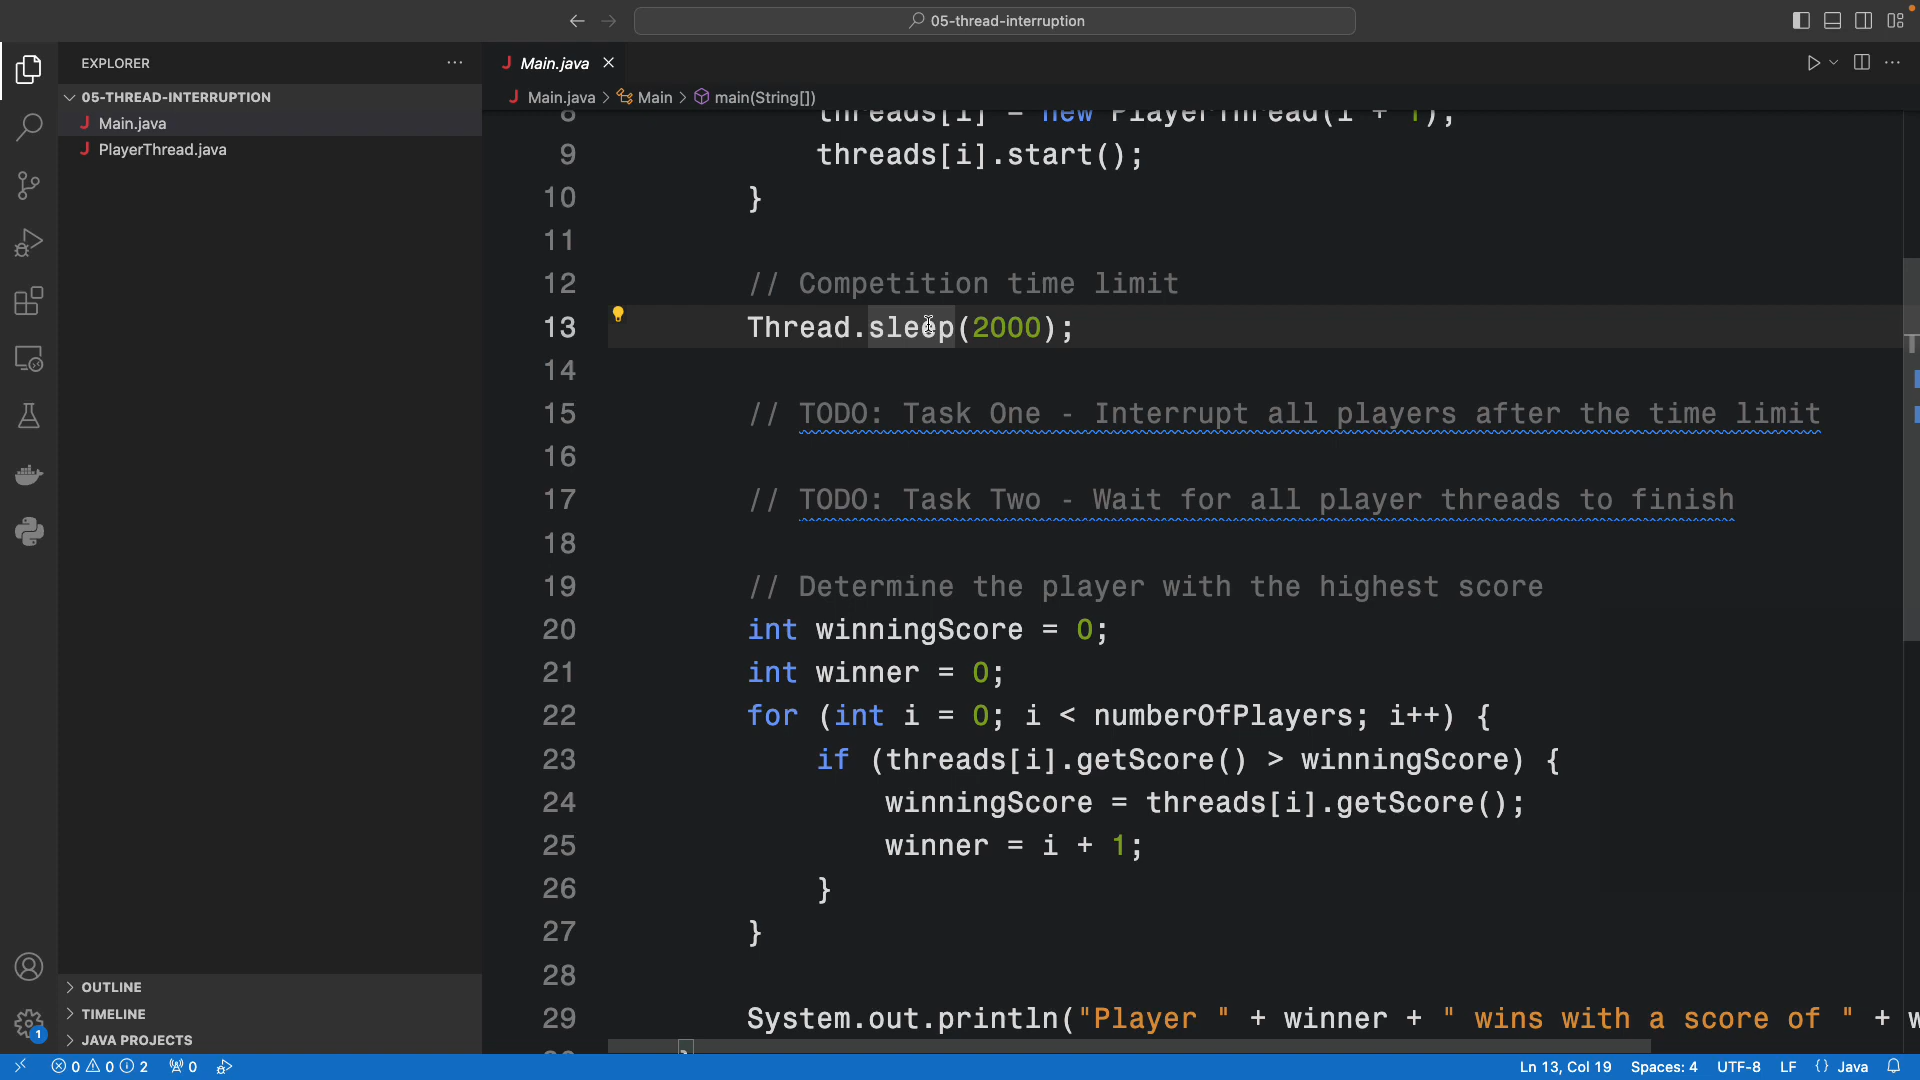 05-thread-interruption
EXPLORER
05-THREAD-INTERRUPTION
J Main.java
J PlayerThread.java
OUTLINE
TIMELINE
JAVA PROJECTS
J Main.java
J Main.java > Main > main(String[])
8 threads[i] = new PlayerThread(i + 1);
9 threads[i].start();
10 }
11
12 // Competition time limit
13 Thread.sleep(2000);
14
15 // TODO: Task One - Interrupt all players after the time limit
16
17 // TODO: Task Two - Wait for all player threads to finish
18
19 // Determine the player with the highest score
20 int winningScore = 0;
21 int winner = 0;
22 for (int i = 0; i < numberOfPlayers; i++) {
23 if (threads[i].getScore() > winningScore) {
24 winningScore = threads[i].getScore();
25 winner = i + 1;
26 }
27 }
28
29 System.out.println("Player " + winner + " wins with a score of " + w
1
0 0 2 0 Ln 13, Col 19 Spaces: 4 UTF-8 LF {} Java